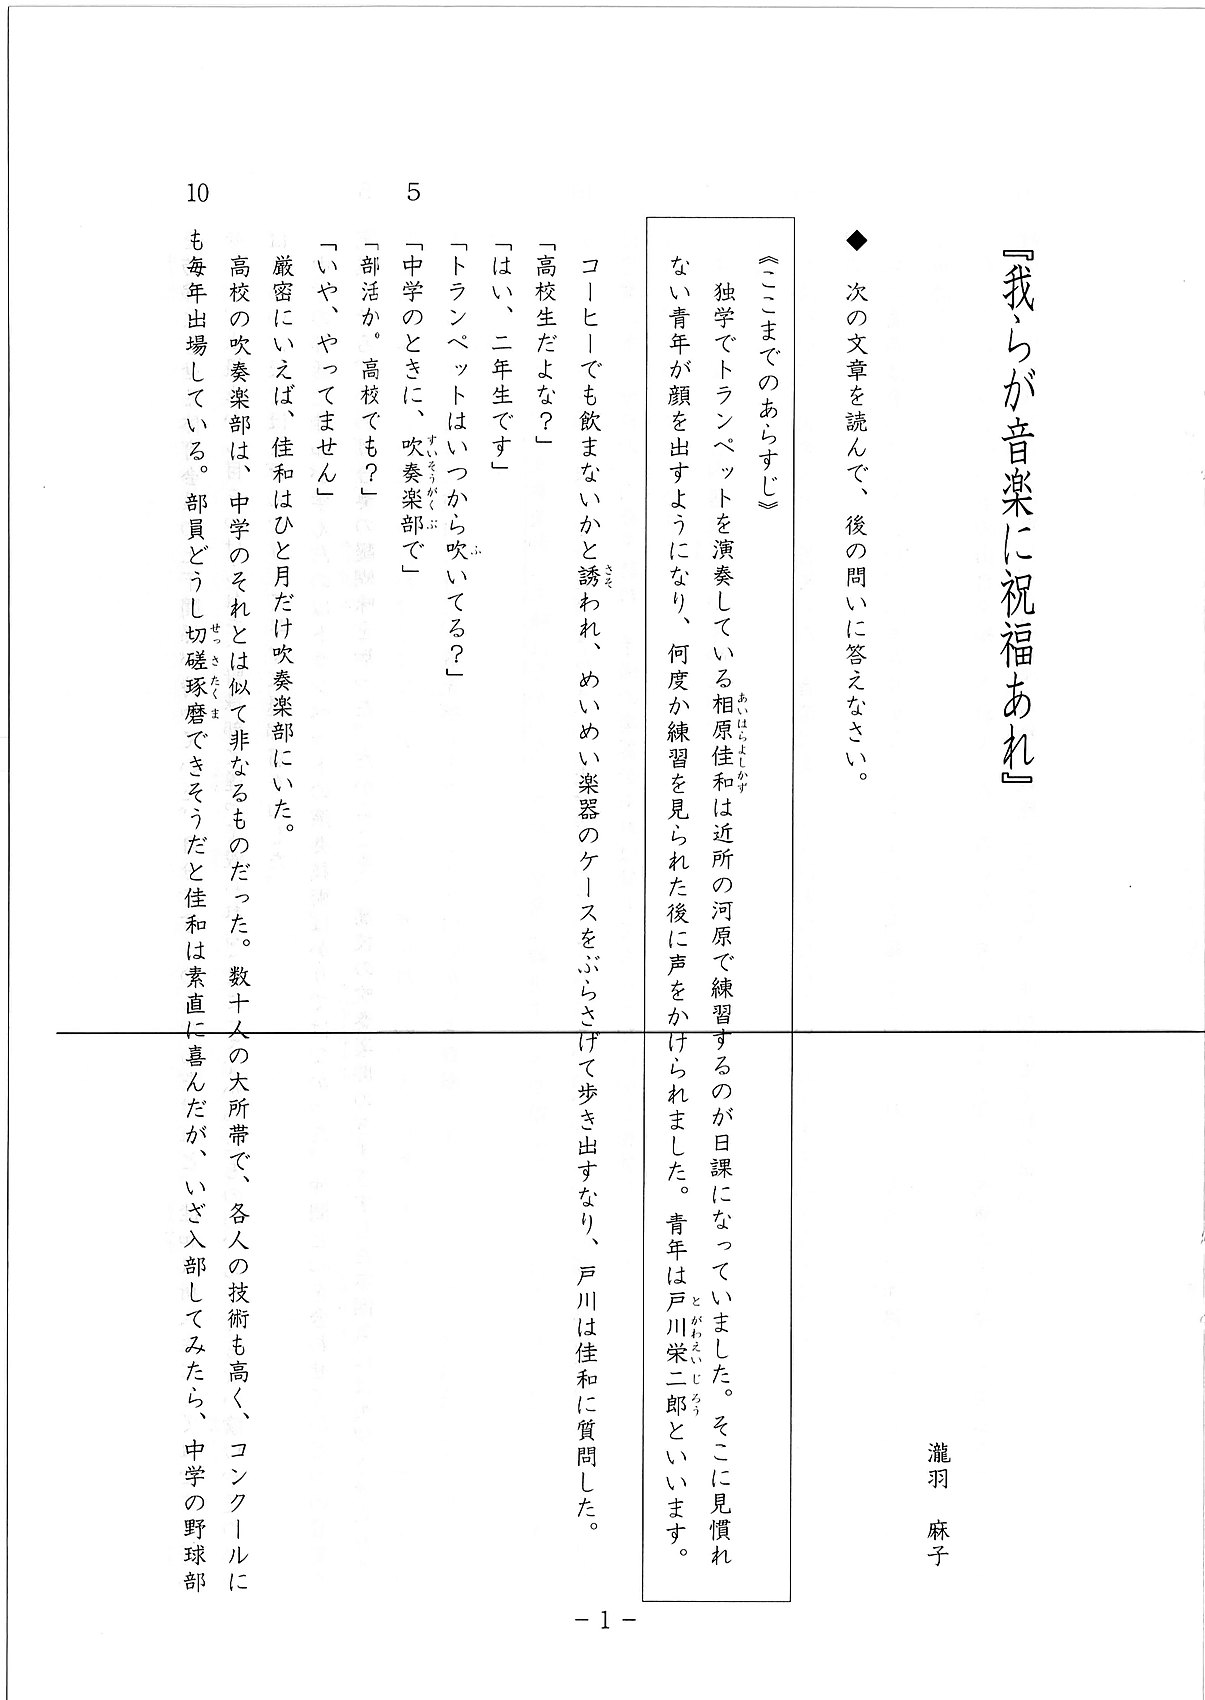 『我らが音楽に祝福あれ』
瀧羽　麻子
◆　次の文章を読んで、後の問いに答えなさい。
《ここまでのあらすじ》
独学でトランペットを演奏している相原佳和は近所の河原で練習するのが日課になっていました。そこに見慣れ
ない青年が顔を出すようになり、何度か練習を見られた後に声をかけられました。青年は戸川栄二郎といいます。
コーヒーでも飲まないかと誘われ、めいめい楽器のケースをぶらさげて歩き出すなり、戸川は佳和に質問した。
「高校生だよな？」
「はい、二年生です」
「トランペットはいつから吹いてる？」
5
「中学のときに、吹奏楽部で」
「部活か。高校でも？」
「いや、やってません」
厳密にいえば、佳和はひと月だけ吹奏楽部にいた。
高校の吹奏楽部は、中学のそれとは似て非なるものだった。数十人の大所帯で、各人の技術も高く、コンクールに
10
も毎年出場している。部員どうし切磋琢磨できそうだと佳和は素直に喜んだが、いざ入部してみたら、中学の野球部
− 1 −